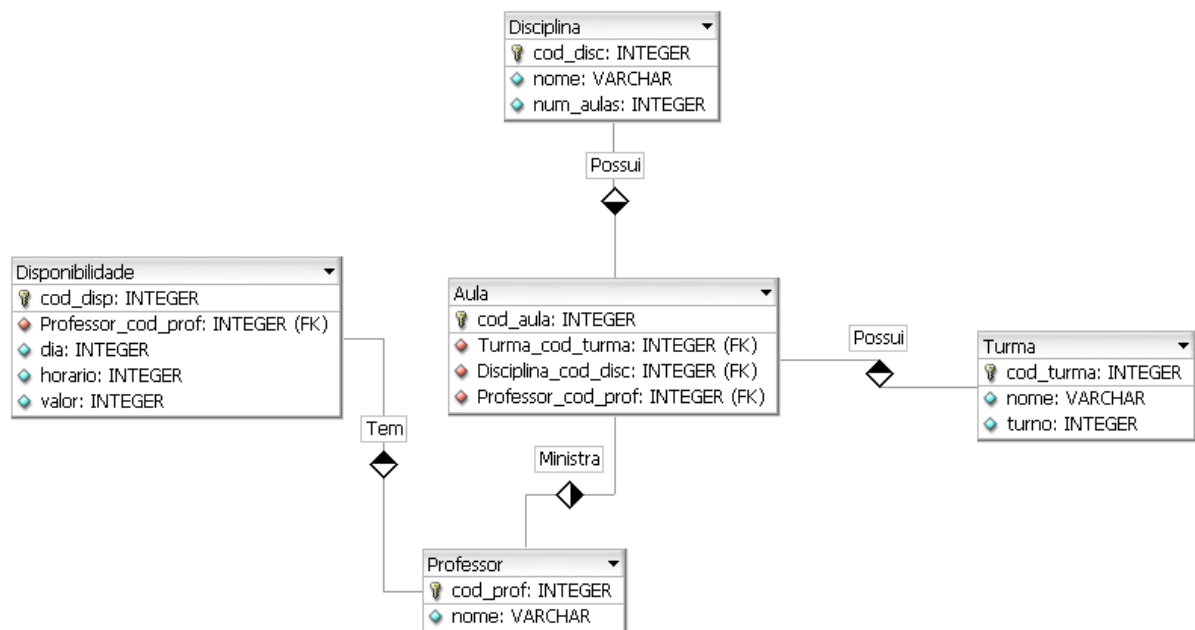 Disciplina
cod_disc: INTEGER
nome: VARCHAR
num_aulas: INTEGER
Possui
Disponibilidade
cod_disp: INTEGER
Professor_cod_prof: INTEGER (FK)
dia: INTEGER
horario: INTEGER
valor: INTEGER
Aula
cod_aula: INTEGER
Turma_cod_turma: INTEGER (FK)
Disciplina_cod_disc: INTEGER (FK)
Professor_cod_prof: INTEGER (FK)
Possui
Turma
cod_turma: INTEGER
nome: VARCHAR
turno: INTEGER
Tem
Ministra
Professor
cod_prof: INTEGER
nome: VARCHAR